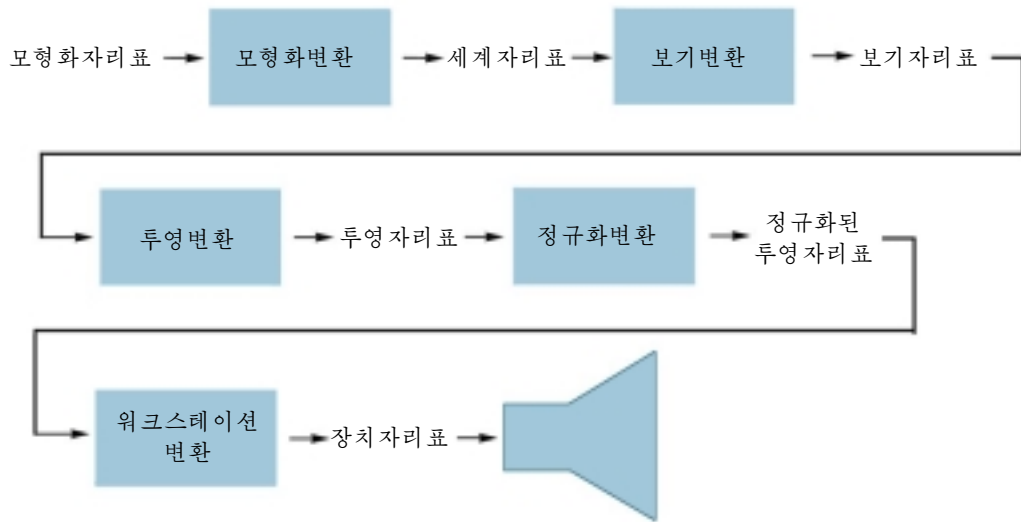 모형화자리표
모형화변환
세계자리표
보기변환
보기자리표
투영변환
투영자리표
정규화변환
정규화된
투영자리표
워크스테이션
변환
장치자리표